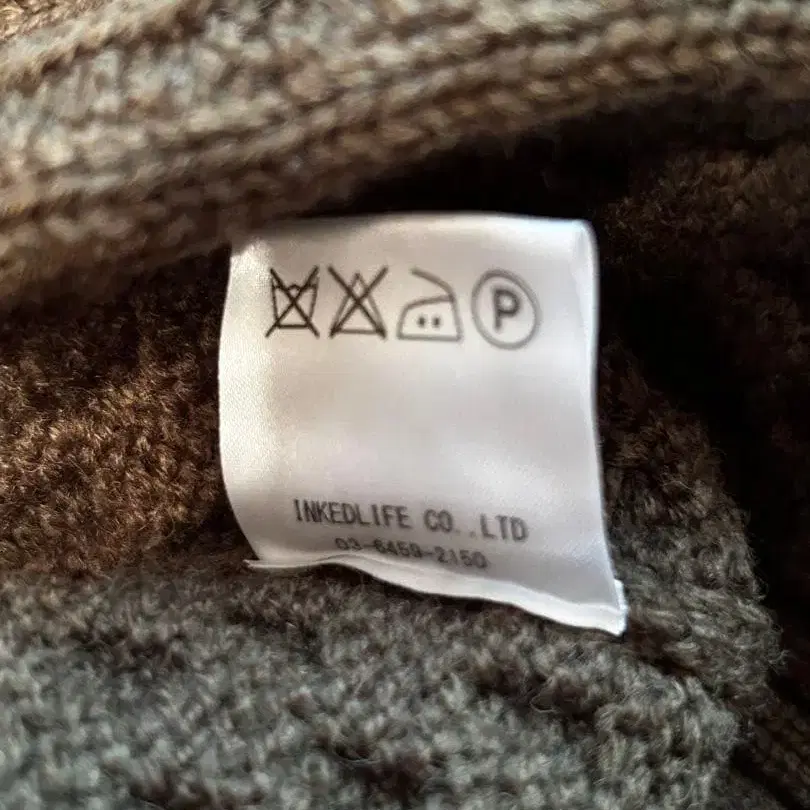 P
INKEDLIFE CO.,LTD
03-6459-2150